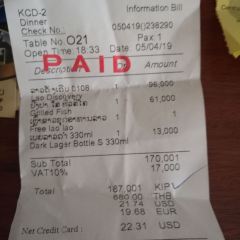 KCD-2 Information Bill
Dinner
Check No: 050419()238290
Table No O21 Pax 1
Open Time 18:33 Date 05/04/19
PAID
Description Qty Amount
1 96,000
Lao Discovery
1 61,000
Grilled Fish
1
Free lao lao
330ml 1 13,000
Dark Lager Bottle S 330ml
Sub Total 170,001
VAT10% 17,000
Total 187,001 KIP
680.00 THB
21.74 USD
19.68 EUR
Net Credit Card : 22.31 USD